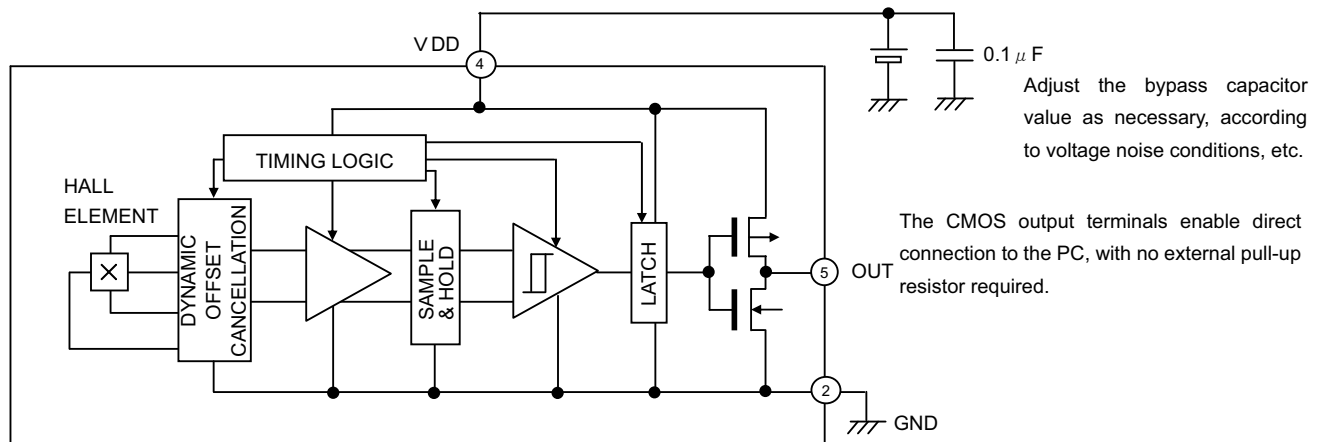 VDD
4
0.1μF
Adjust the bypass capacitor
value as necessary, according
to voltage noise conditions, etc.
TIMING LOGIC
HALL
ELEMENT
DYNAMIC
OFFSET
CANCELLATION
SAMPLE
& HOLD
LATCH
The CMOS output terminals enable direct
connection to the PC, with no external pull-up
resistor required.
5
OUT
2
GND